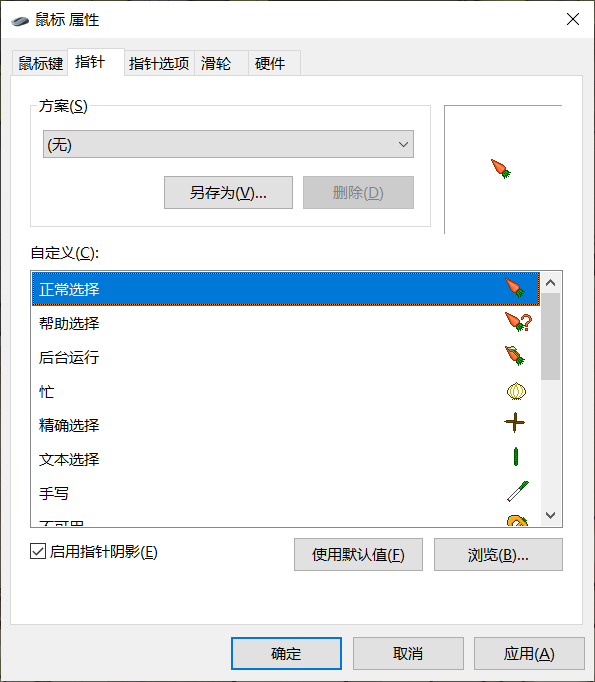 鼠标 属性
鼠标键 指针 指针选项 滑轮 硬件
方案(S)
(无)
另存为(V)... 删除(D)
自定义(C):
正常选择
帮助选择
后台运行
忙
精确选择
文本选择
手写
不可用
启用指针阴影(E) 使用默认值(F) 浏览(B)...
确定 取消 应用(A)